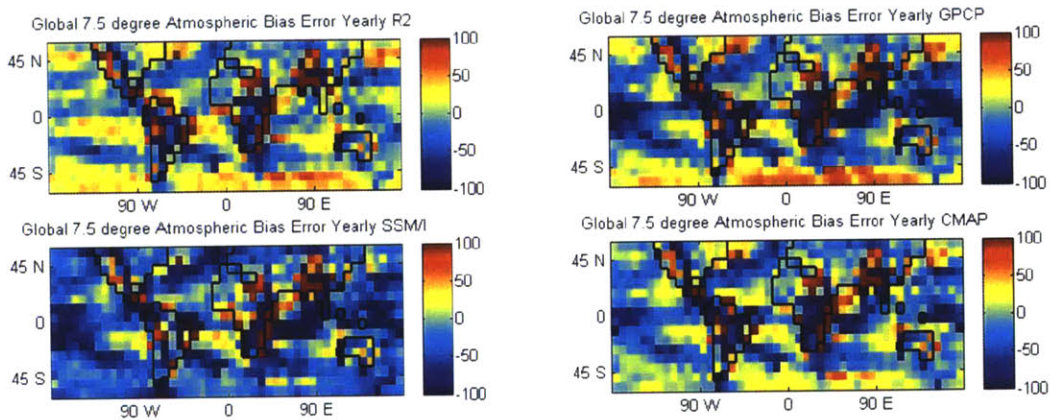 Global 7.5 degree Atmospheric Bias Error Yearly R2
45 N
0
45 S
90 W
0
90 E
100
50
0
-50
-100
Global 7.5 degree Atmospheric Bias Error Yearly GPCP
45 N
0
45 S
90 W
0
90 E
100
50
0
-50
-100
Global 7.5 degree Atmospheric Bias Error Yearly SSM/I
45 N
0
45 S
90 W
0
90 E
100
50
0
-50
-100
Global 7.5 degree Atmospheric Bias Error Yearly CMAP
45 N
0
45 S
90 W
0
90 E
100
50
0
-50
-100